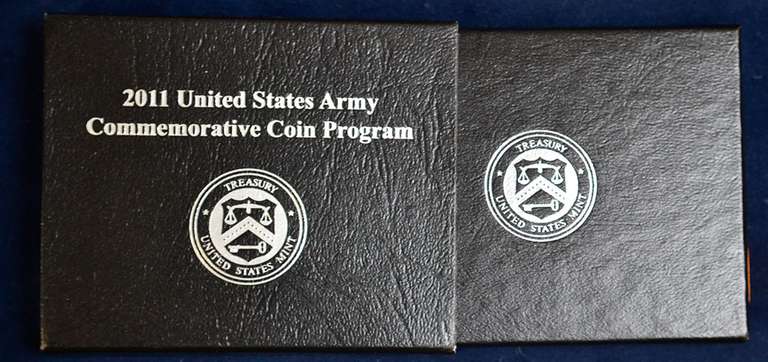 2011 United States Army
Commemorative Coin Program
TREASURY
UNITED STATES MINT
TREASURY
UNITED STATES MINT